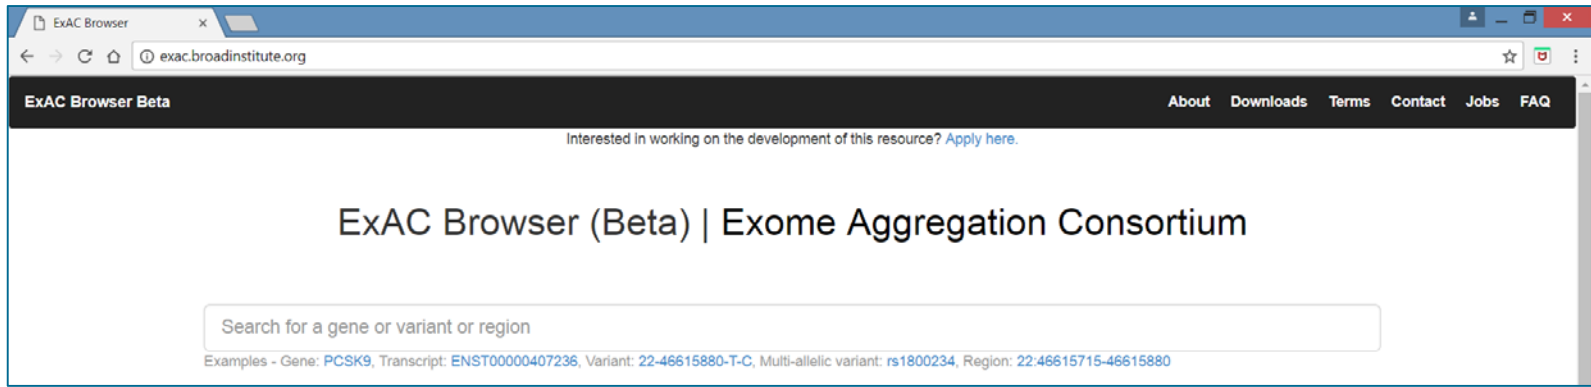 ExAC Browser
exac.broadinstitute.org
ExAC Browser Beta About Downloads Terms Contact Jobs FAQ
Interested in working on the development of this resource? Apply here.
ExAC Browser (Beta) | Exome Aggregation Consortium
Search for a gene or variant or region
Examples - Gene: PCSK9, Transcript: ENST00000407236, Variant: 22-46615880-T-C, Multi-allelic variant: rs1800234, Region: 22:46615715-46615880